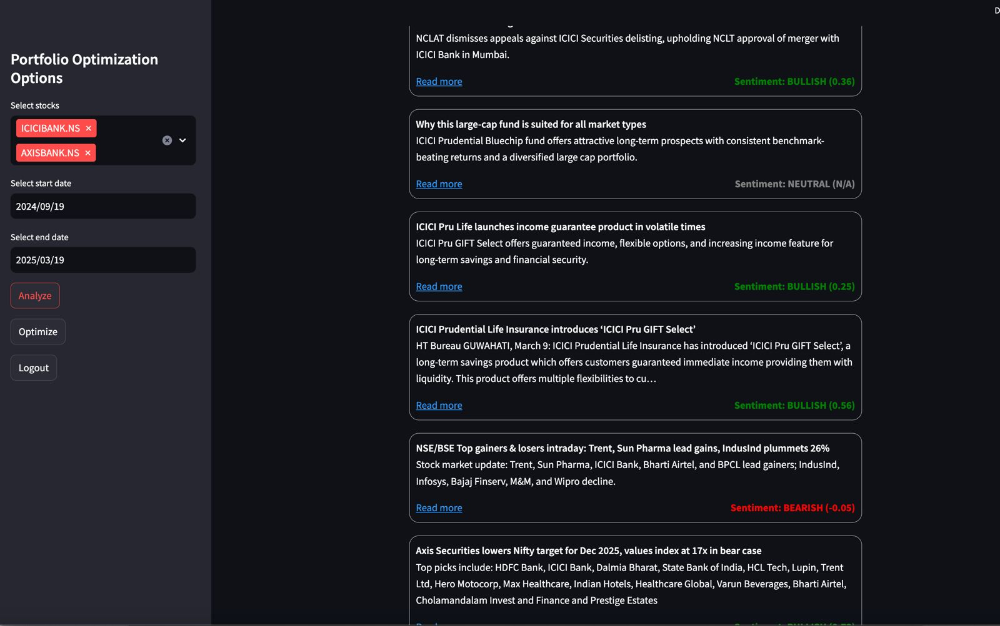 Portfolio Optimization
Options
Select stocks
ICICIBANK.NS ×
AXISBANK.NS ×
Select start date
2024/09/19
Select end date
2025/03/19
Analyze
Optimize
Logout
D
NCLAT dismisses appeals against ICICI Securities delisting, upholding NCLT approval of merger with
ICICI Bank in Mumbai.
Read more
Sentiment: BULLISH (0.36)
Why this large-cap fund is suited for all market types
ICICI Prudential Bluechip fund offers attractive long-term prospects with consistent benchmark-
beating returns and a diversified large cap portfolio.
Read more
Sentiment: NEUTRAL (N/A)
ICICI Pru Life launches income guarantee product in volatile times
ICICI Pru GIFT Select offers guaranteed income, flexible options, and increasing income feature for
long-term savings and financial security.
Read more
Sentiment: BULLISH (0.25)
ICICI Prudential Life Insurance introduces ‘ICICI Pru GIFT Select’
HT Bureau GUWAHATI, March 9: ICICI Prudential Life Insurance has introduced ‘ICICI Pru GIFT Select’, a
long-term savings product which offers customers guaranteed immediate income providing them with
liquidity. This product offers multiple flexibilities to cu…
Read more
Sentiment: BULLISH (0.56)
NSE/BSE Top gainers & losers intraday: Trent, Sun Pharma lead gains, IndusInd plummets 26%
Stock market update: Trent, Sun Pharma, ICICI Bank, Bharti Airtel, and BPCL lead gainers; IndusInd,
Infosys, Bajaj Finserv, M&M, and Wipro decline.
Read more
Sentiment: BEARISH (-0.05)
Axis Securities lowers Nifty target for Dec 2025, values index at 17x in bear case
Top picks include: HDFC Bank, ICICI Bank, Dalmia Bharat, State Bank of India, HCL Tech, Lupin, Trent
Ltd, Hero Motocorp, Max Healthcare, Indian Hotels, Healthcare Global, Varun Beverages, Bharti Airtel,
Cholamandalam Invest and Finance and Prestige Estates